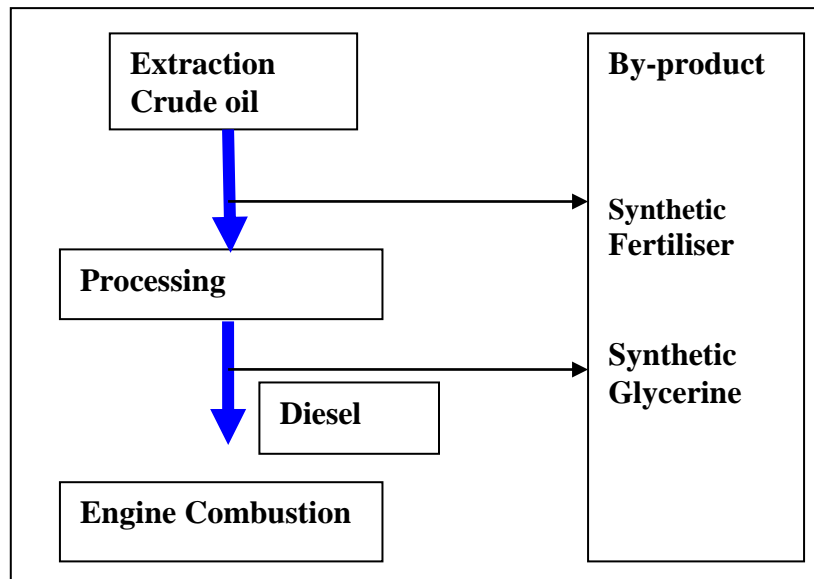 Extraction
Crude oil
By-product
Synthetic
Fertiliser
Processing
Synthetic
Glycerine
Diesel
Engine Combustion